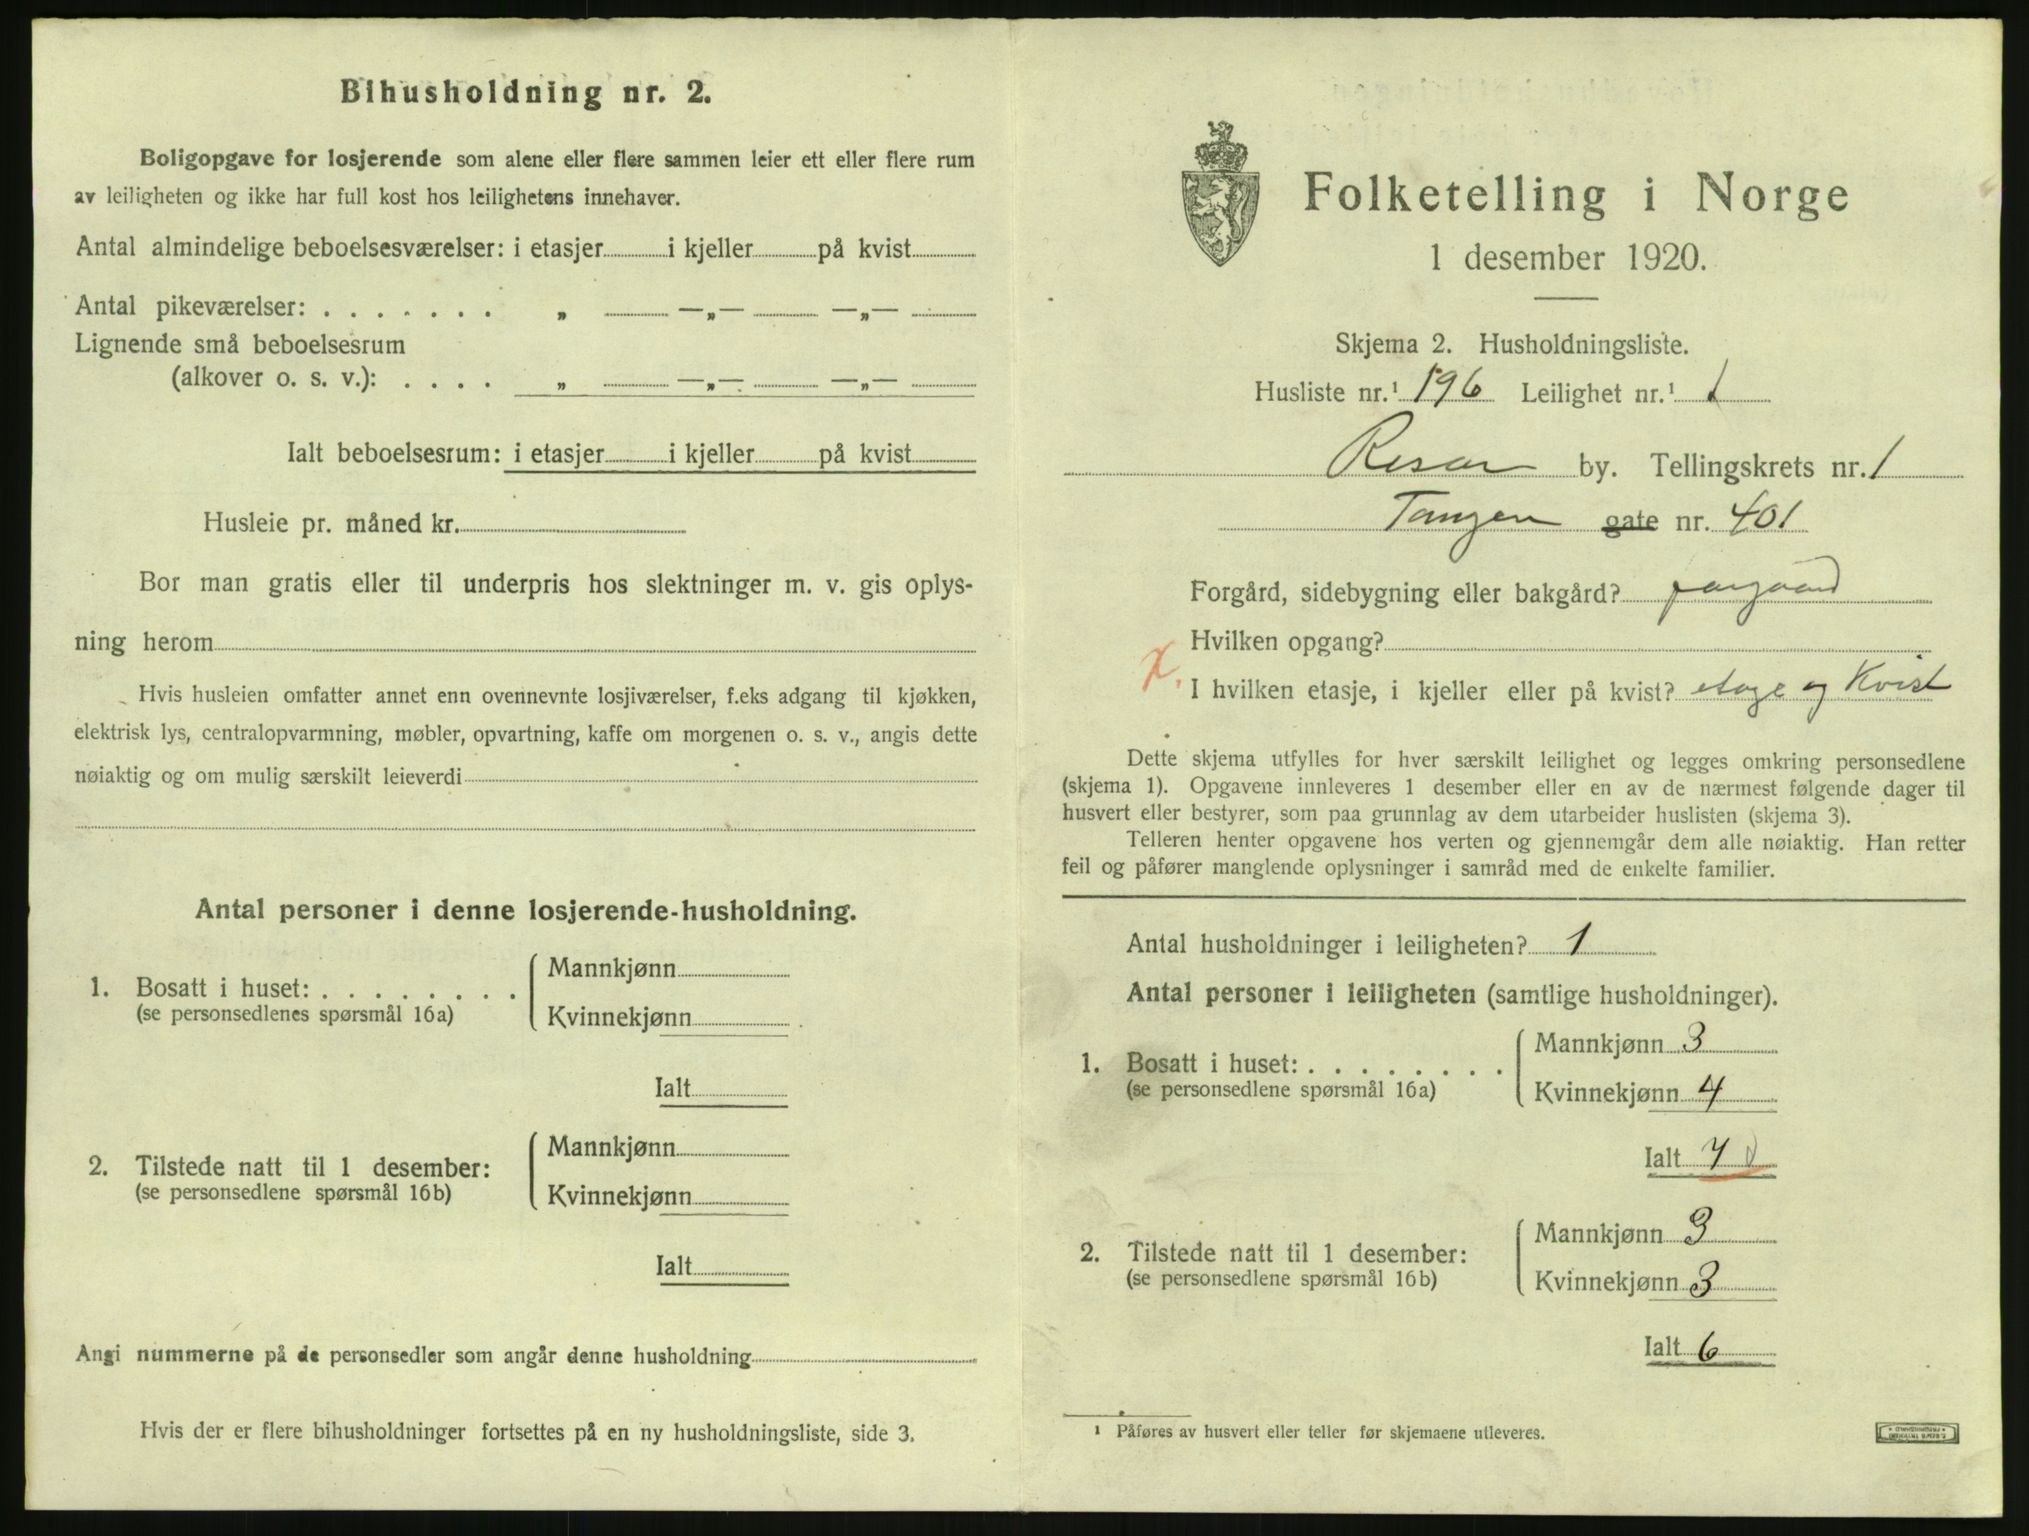 Bihusholdning nr. 2.
Boligopgave for losjerende som alene eller flere sammen leier ett eller flere rum
av leiligheten og ikke har full kost hos leilighetens innehaver.
Antal almindelige beboelsesværelser: i etasjer i kjeller på kvist
Antal pikeværelser: . . . . . . . „ —„— —„—
Lignende små beboelsesrum
(alkover o. s. v.): . . . . „ —„— —„—
Ialt beboelsesrum: i etasjer i kjeller på kvist
Husleie pr. måned kr.
Bor man gratis eller til underpris hos slektninger m. v. gis oplys-
ning herom
Hvis husleien omfatter annet enn ovennevnte losjiværelser, f.eks adgang til kjøkken,
elektrisk lys, centralopvarmning, møbler, opvartning, kaffe om morgenen o. s. v., angis dette
nøiaktig og om mulig særskilt leieverdi
Antal personer i denne losjerende-husholdning.
1. Bosatt i huset: . . . . . . . . Mannkjønn
(se personsedlenes spørsmål 16a) Kvinnekjønn
Ialt
2. Tilstede natt til 1 desember: Mannkjønn
(se personsedlene spørsmål 16b) Kvinnekjønn
Ialt
Angi nummerne på de personsedler som angår denne husholdning
Hvis der er flere bihusholdninger fortsettes på en ny husholdningsliste, side 3.
Folketelling i Norge
1 desember 1920.
Skjema 2. Husholdningsliste.
Husliste nr.¹ 196 Leilighet nr.¹ 1
Risør by. Tellingskrets nr. 1
Tangen gate nr. 401
Forgård, sidebygning eller bakgård? forgaard
Hvilken opgang?
x. I hvilken etasje, i kjeller eller på kvist? etage og Kvist
Dette skjema utfylles for hver særskilt leilighet og legges omkring personsedlene
(skjema 1). Opgavene innleveres 1 desember eller en av de nærmest følgende dager til
husvert eller bestyrer, som paa grunnlag av dem utarbeider huslisten (skjema 3).
Telleren henter opgavene hos verten og gjennemgår dem alle nøiaktig. Han retter
feil og påfører manglende oplysninger i samråd med de enkelte familier.
Antal husholdninger i leiligheten? 1
Antal personer i leiligheten (samtlige husholdninger).
1. Bosatt i huset: . . . . . . . . Mannkjønn 3
(se personsedlene spørsmål 16a) Kvinnekjønn 4
Ialt 7
2. Tilstede natt til 1 desember: Mannkjønn 3
(se personsedlene spørsmål 16b) Kvinnekjønn 3
Ialt 6
¹ Påføres av husvert eller teller før skjemaene utleveres.